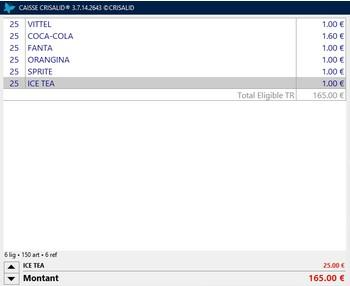 CAISSE CRISALID® 3.7.14.2643 ©CRISALID
25 VITTEL 1.00 €
25 COCA-COLA 1.60 €
25 FANTA 1.00 €
25 ORANGINA 1.00 €
25 SPRITE 1.00 €
25 ICE TEA 1.00 €
Total Eligible TR 165.00 €
6 lig • 150 art • 6 ref
ICE TEA 25.00 €
Montant 165.00 €